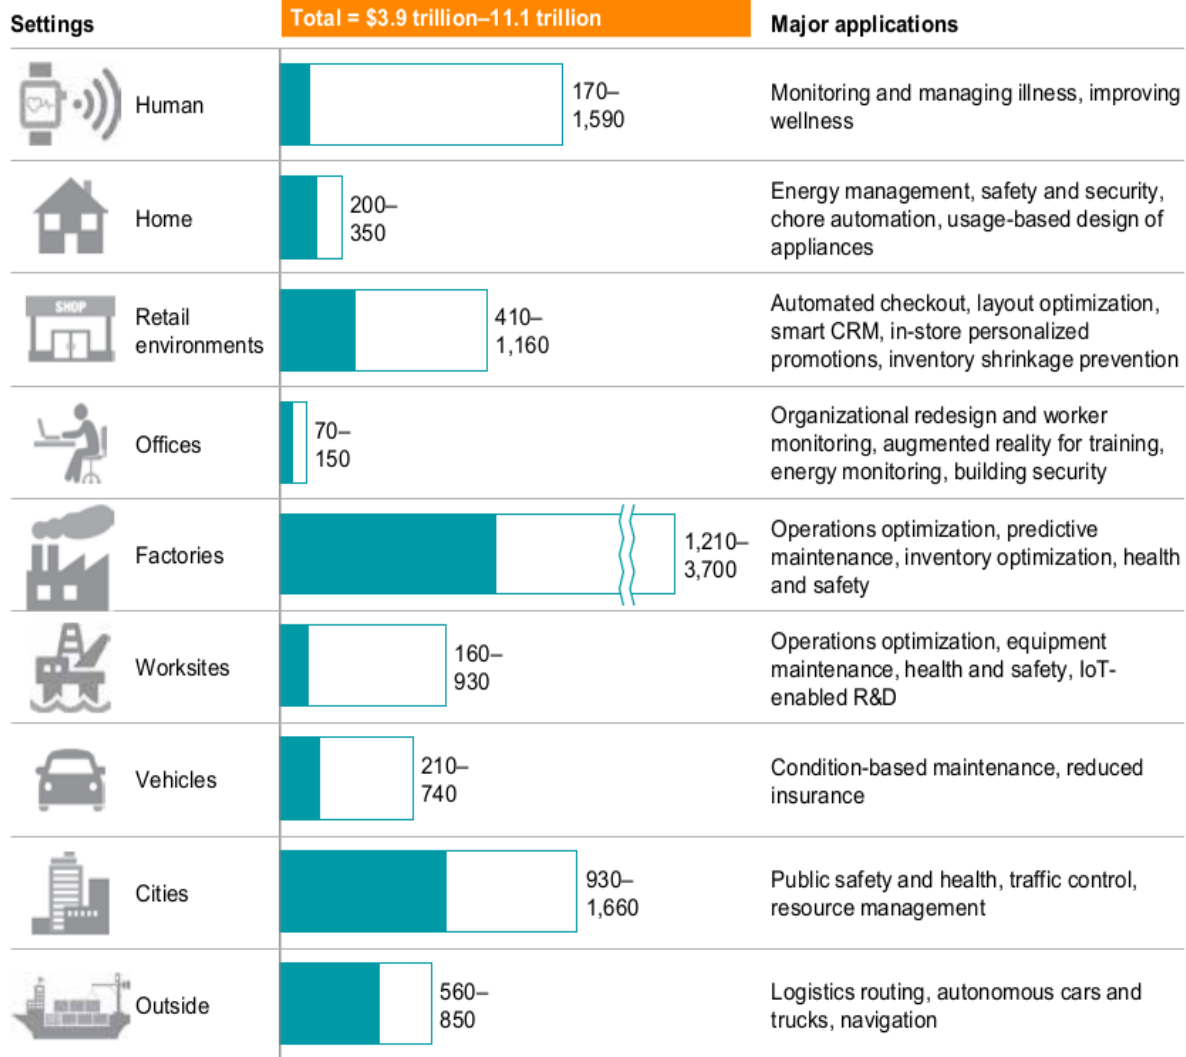 Settings
Total = $3.9 trillion–11.1 trillion
Major applications
Human
170–
1,590
Monitoring and managing illness, improving
wellness
Home
200–
350
Energy management, safety and security,
chore automation, usage-based design of
appliances
SHOP
Retail
environments
410–
1,160
Automated checkout, layout optimization,
smart CRM, in-store personalized
promotions, inventory shrinkage prevention
Offices
70–
150
Organizational redesign and worker
monitoring, augmented reality for training,
energy monitoring, building security
Factories
1,210–
3,700
Operations optimization, predictive
maintenance, inventory optimization, health
and safety
Worksites
160–
930
Operations optimization, equipment
maintenance, health and safety, IoT-
enabled R&D
Vehicles
210–
740
Condition-based maintenance, reduced
insurance
Cities
930–
1,660
Public safety and health, traffic control,
resource management
Outside
560–
850
Logistics routing, autonomous cars and
trucks, navigation